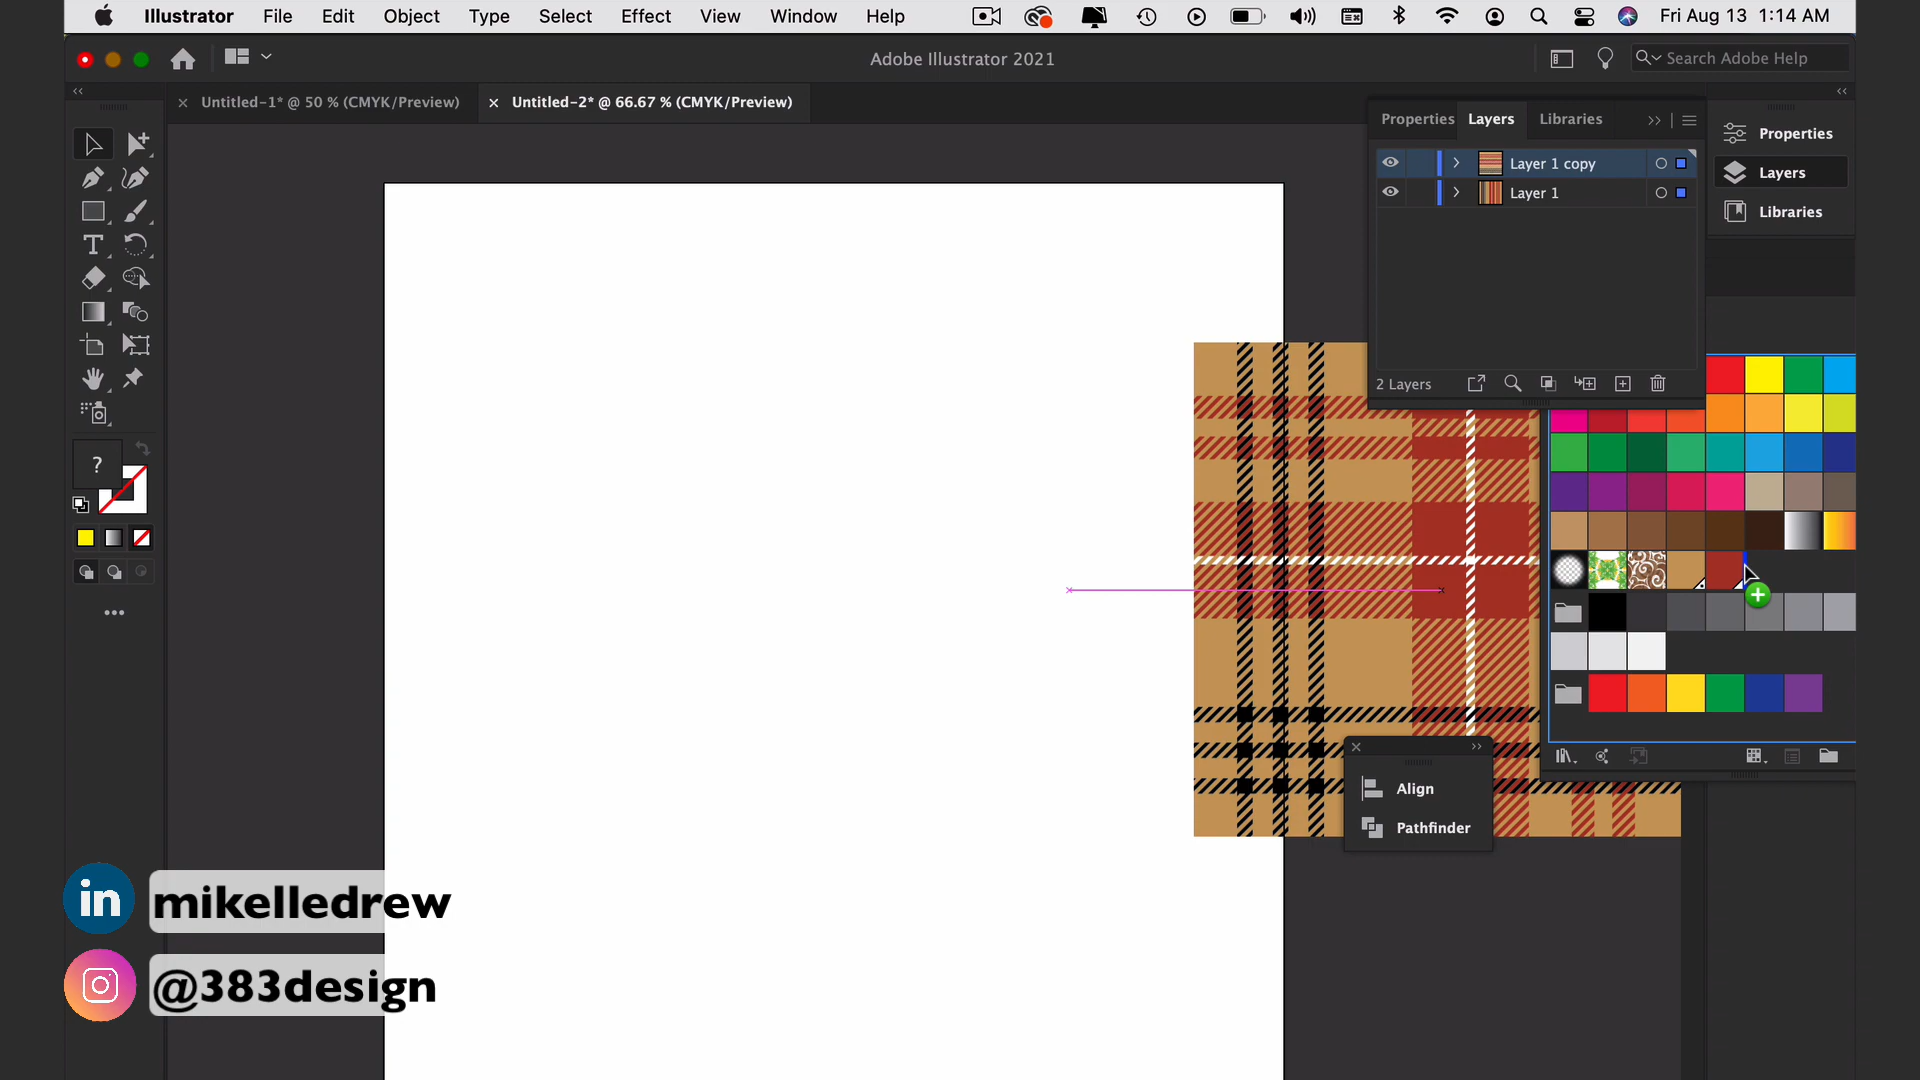 Illustrator File Edit Object Type Select Effect View Window Help Fri Aug 13 1:14 AM
Adobe Illustrator 2021
Search Adobe Help
Untitled-1* @ 50 % (CMYK/Preview)
Untitled-2* @ 66.67 % (CMYK/Preview)
Properties Layers Libraries
Layer 1 copy
Layer 1
2 Layers
Properties
Layers
Libraries
T
?
Align
Pathfinder
in mikelledrew
@383design